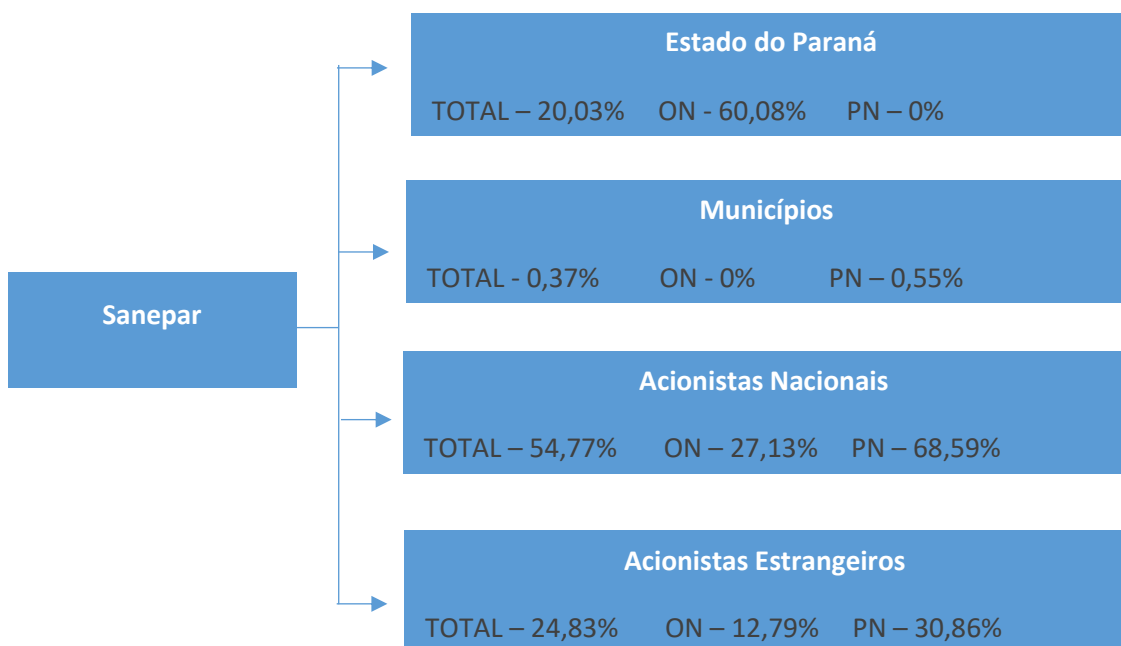 Estado do Paraná
TOTAL – 20,03% ON - 60,08% PN – 0%
Municípios
TOTAL - 0,37% ON - 0% PN – 0,55%
Sanepar
Acionistas Nacionais
TOTAL – 54,77% ON – 27,13% PN – 68,59%
Acionistas Estrangeiros
TOTAL – 24,83% ON – 12,79% PN – 30,86%